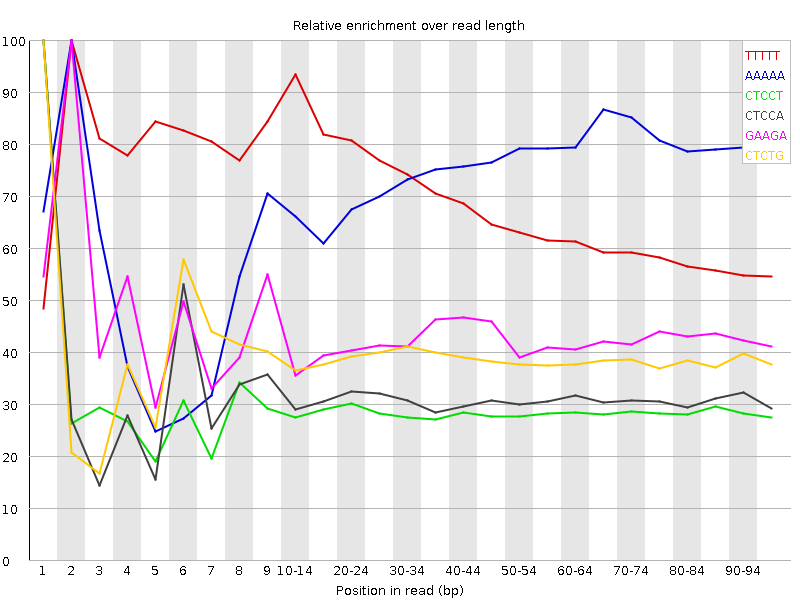 Relative enrichment over read length
100
90
80
70
60
50
40
30
20
10
0
TTTTT
AAAAA
CTCCT
CTCCA
GAAGA
CTCTG
1 2 3 4 5 6 7 8 9 10-14 20-24 30-34 40-44 50-54 60-64 70-74 80-84 90-94
Position in read (bp)